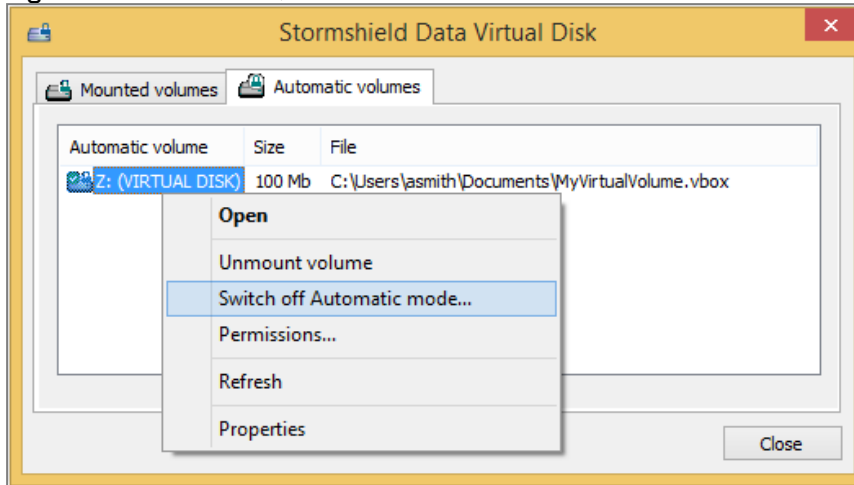 Stormshield Data Virtual Disk
Mounted volumes Automatic volumes
Automatic volume Size File
Z: (VIRTUAL DISK) 100 Mb C:\Users\asmith\Documents\MyVirtualVolume.vbox
Open
Unmount volume
Switch off Automatic mode...
Permissions...
Refresh
Properties
Close